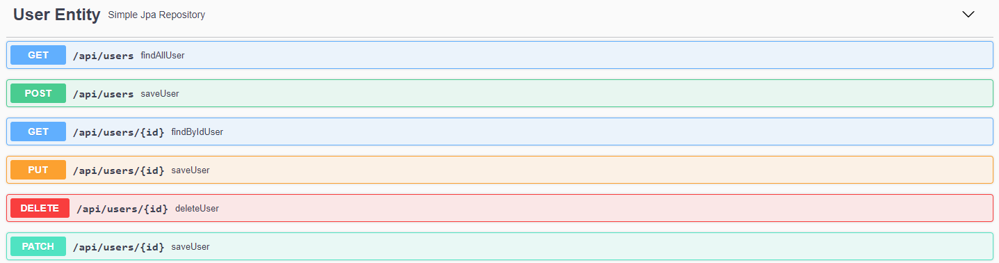 User Entity Simple Jpa Repository
GET /api/users findAllUser
POST /api/users saveUser
GET /api/users/{id} findByIdUser
PUT /api/users/{id} saveUser
DELETE /api/users/{id} deleteUser
PATCH /api/users/{id} saveUser